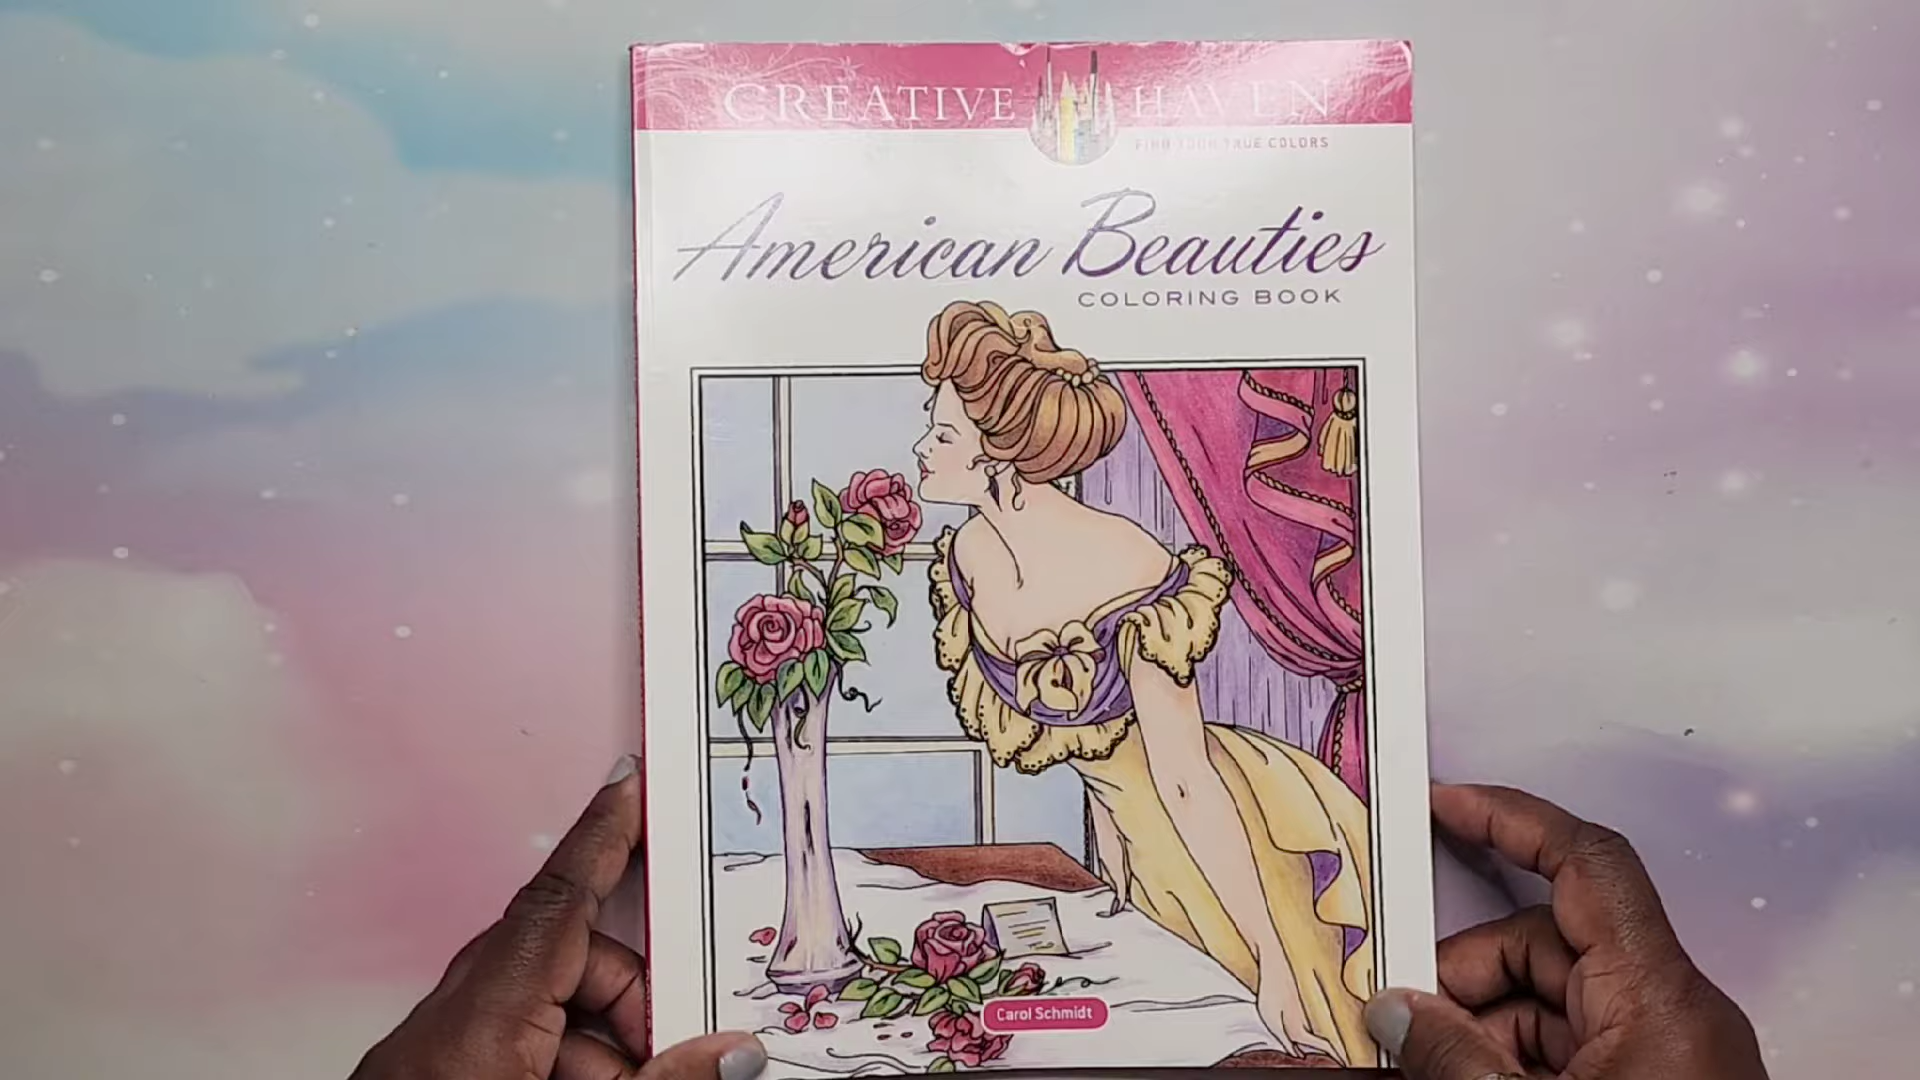 CREATIVE HAVEN
FIND YOUR TRUE COLORS
American Beauties
COLORING BOOK
Carol Schmidt